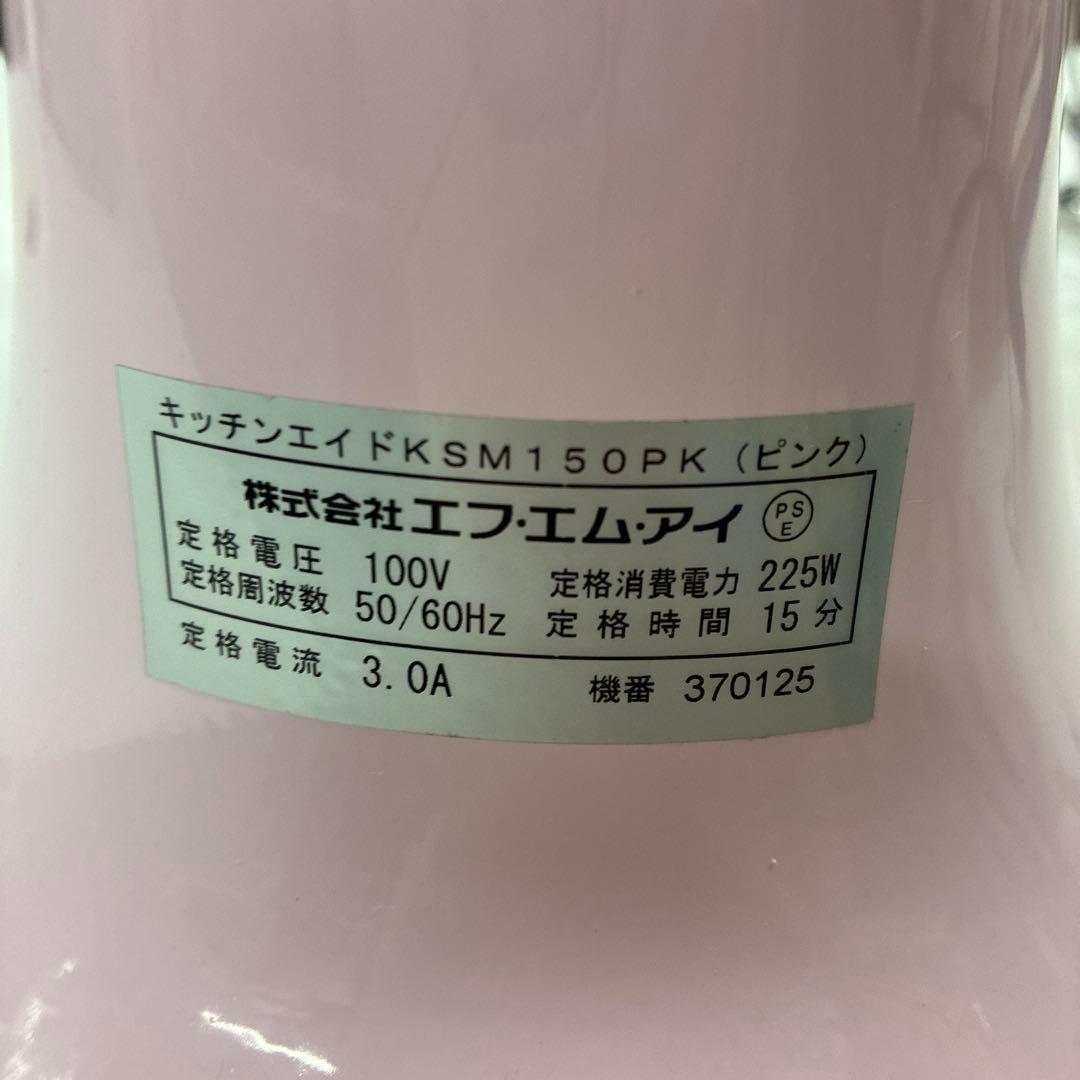 キッチンエイドKSM150PK（ピンク）
株式会社エフ・エム・アイ PSE
定格電圧 100V 定格消費電力 225W
定格周波数 50/60Hz 定格時間 15分
定格電流 3.0A 機番 370125